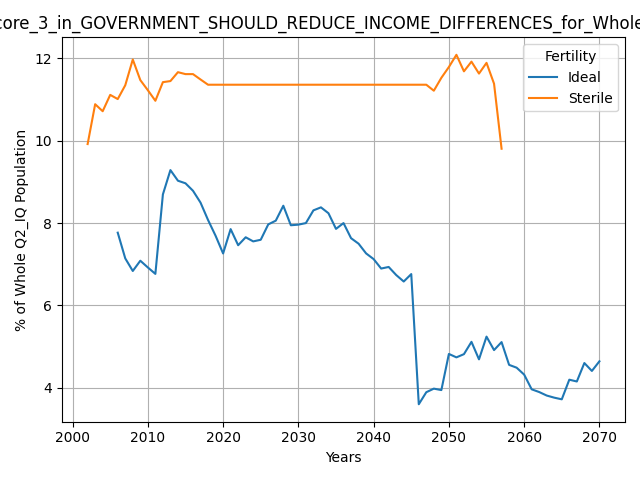 core_3_in_GOVERNMENT_SHOULD_REDUCE_INCOME_DIFFERENCES_for_Whole
Fertility
Ideal
Sterile
% of Whole Q2_IQ Population
12
10
8
6
4
2000 2010 2020 2030 2040 2050 2060 2070
Years